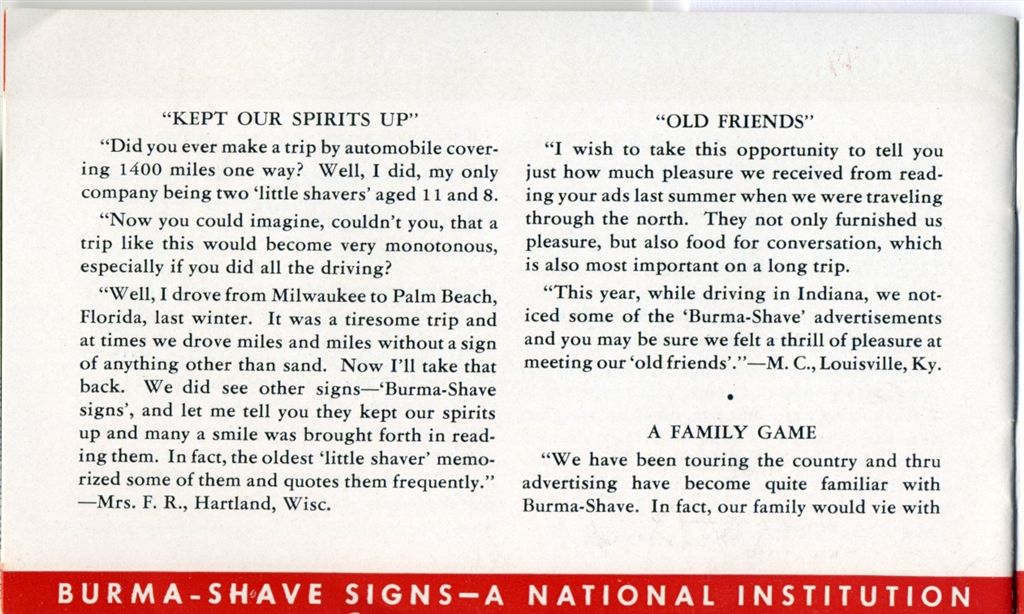 “KEPT OUR SPIRITS UP”
“Did you ever make a trip by automobile cover-
ing 1400 miles one way? Well, I did, my only
company being two ‘little shavers’ aged 11 and 8.
“Now you could imagine, couldn’t you, that a
trip like this would become very monotonous,
especially if you did all the driving?
“Well, I drove from Milwaukee to Palm Beach,
Florida, last winter. It was a tiresome trip and
at times we drove miles and miles without a sign
of anything other than sand. Now I’ll take that
back. We did see other signs—‘Burma-Shave
signs’, and let me tell you they kept our spirits
up and many a smile was brought forth in read-
ing them. In fact, the oldest ‘little shaver’ memo-
rized some of them and quotes them frequently.”
—Mrs. F. R., Hartland, Wisc.
“OLD FRIENDS”
“I wish to take this opportunity to tell you
just how much pleasure we received from read-
ing your ads last summer when we were traveling
through the north. They not only furnished us
pleasure, but also food for conversation, which
is also most important on a long trip.
“This year, while driving in Indiana, we not-
iced some of the ‘Burma-Shave’ advertisements
and you may be sure we felt a thrill of pleasure at
meeting our ‘old friends’.”—M. C., Louisville, Ky.
•
A FAMILY GAME
“We have been touring the country and thru
advertising have become quite familiar with
Burma-Shave. In fact, our family would vie with
BURMA-SHAVE SIGNS—A NATIONAL INSTITUTION